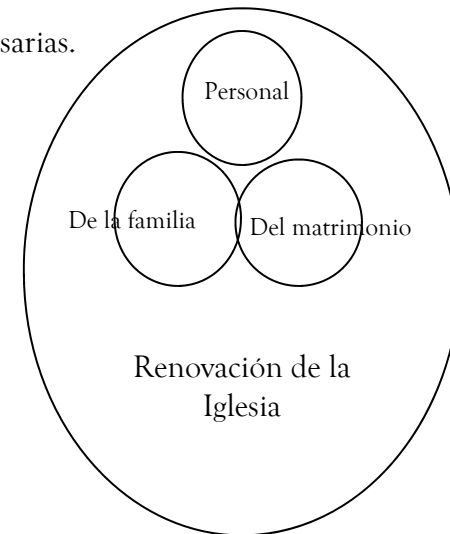 sarias.
Personal
De la familia
Del matrimonio
Renovación de la
Iglesia